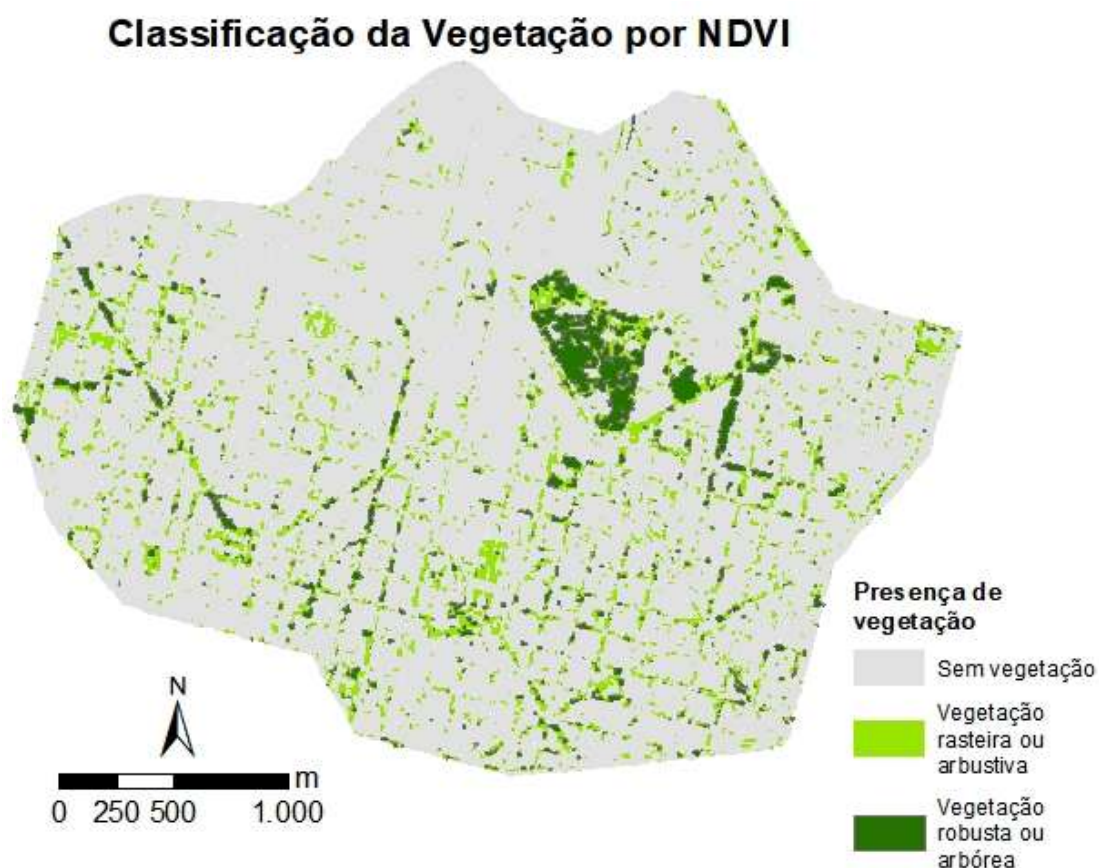 Classificação da Vegetação por NDVI
Presença de
vegetação
Sem vegetação
Vegetação
rasteira ou
arbustiva
Vegetação
robusta ou
arbórea
N
m
0 250 500 1.000